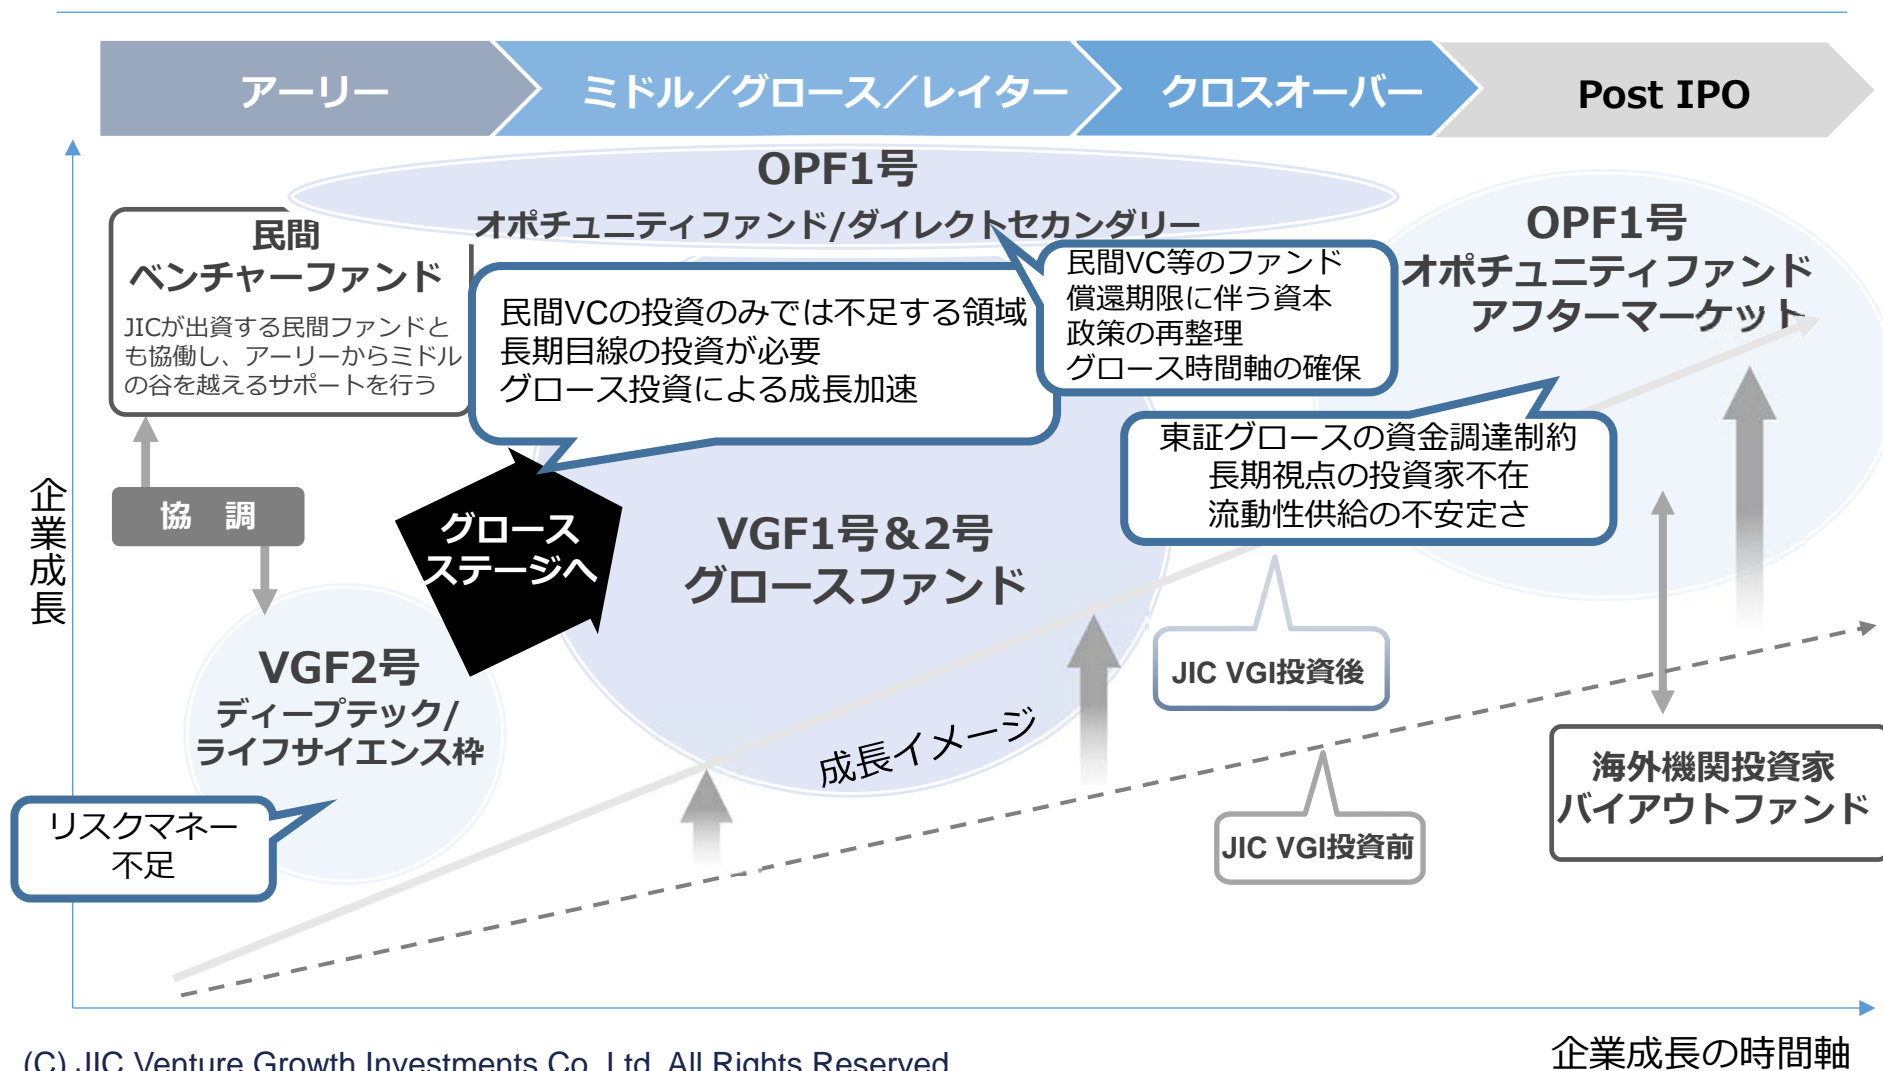 アーリー
ミドル／グロース／レイター
クロスオーバー
Post IPO
OPF1号
オポチュニティファンド/ダイレクトセカンダリー
民間
ベンチャーファンド
JICが出資する民間ファンドと
も協働し、アーリーからミドル
の谷を越えるサポートを行う
民間VCの投資のみでは不足する領域
長期目線の投資が必要
グロース投資による成長加速
民間VC等のファンド
償還期限に伴う資本
政策の再整理
グロース時間軸の確保
OPF1号
オポチュニティファンド
アフターマーケット
東証グロースの資金調達制約
長期視点の投資家不在
流動性供給の不安定さ
協　調
グロース
ステージへ
VGF1号＆2号
グロースファンド
企業成長
VGF2号
ディープテック/
ライフサイエンス枠
リスクマネー
不足
成長イメージ
JIC VGI投資後
JIC VGI投資前
海外機関投資家
バイアウトファンド
企業成長の時間軸
(C) JIC Venture Growth Investments Co. Ltd. All Rights Reserved